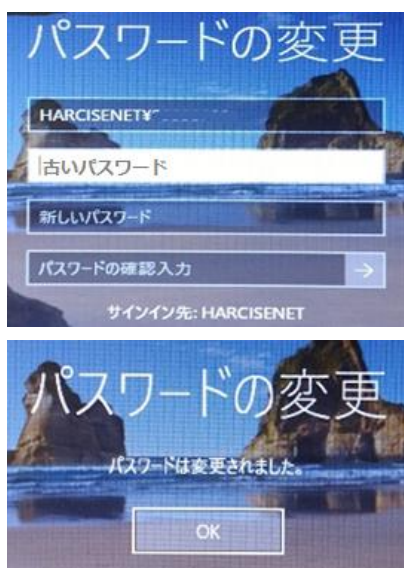 パスワードの変更
HARCISENET¥
古いパスワード
新しいパスワード
パスワードの確認入力
サインイン先: HARCISENET
パスワードの変更
パスワードは変更されました。
OK